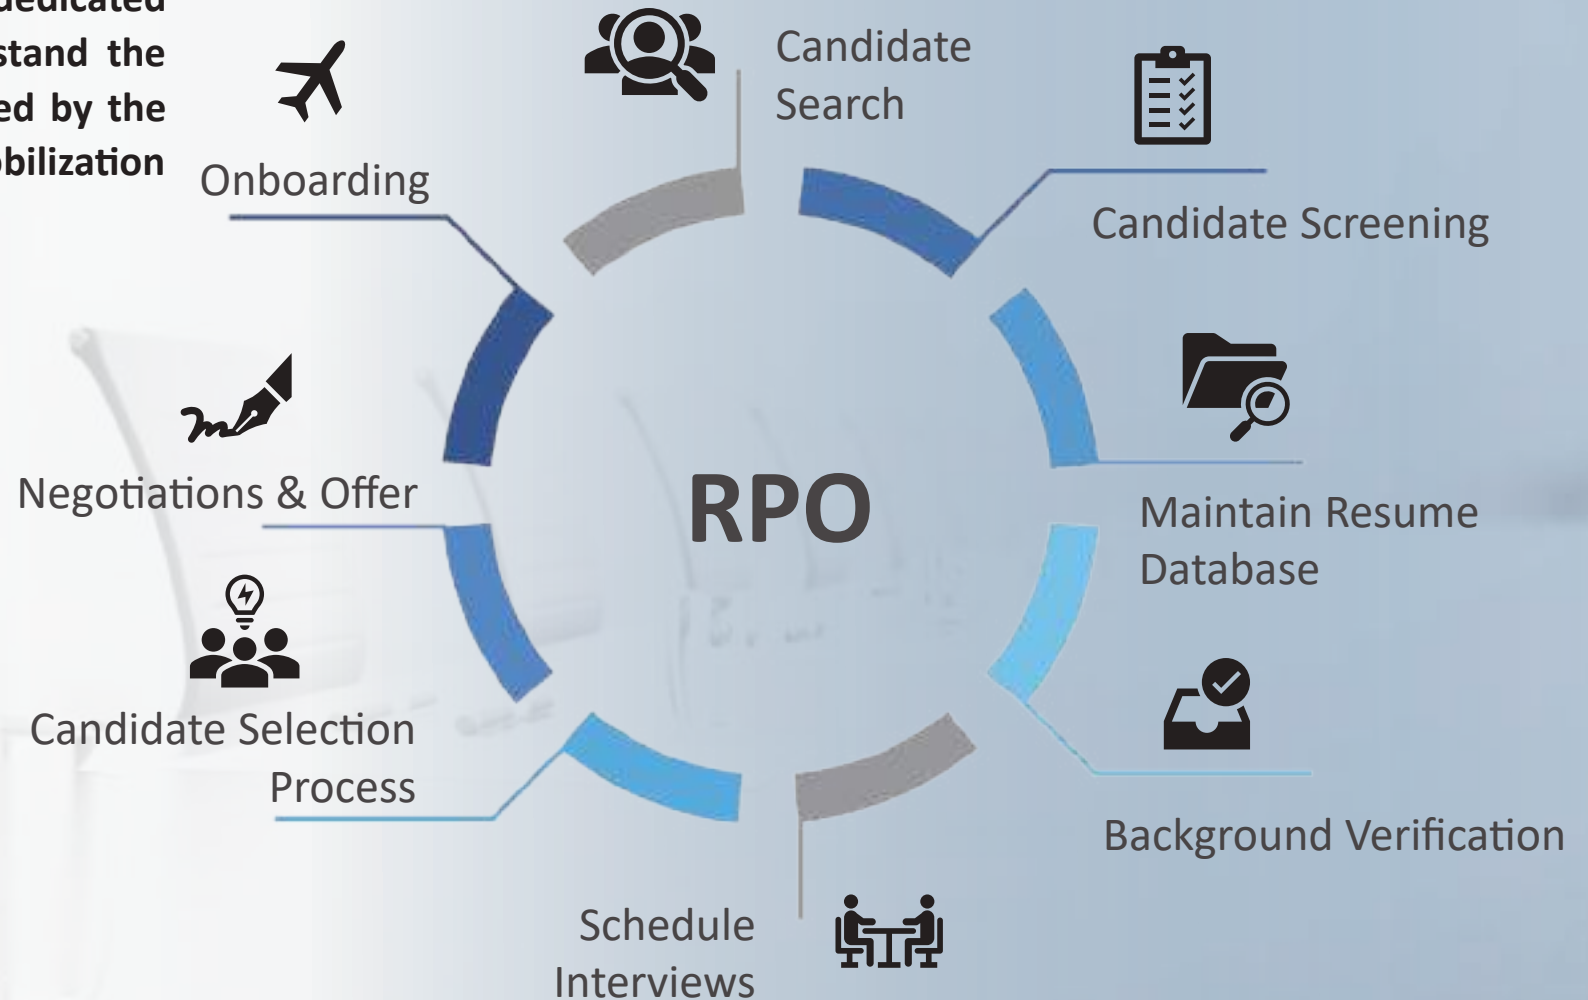 stand the
ed by the
Candidate
Search
Candidate Screening
Maintain Resume
Database
Background Verification
Schedule
Interviews
Candidate Selection
Process
Negotiations & Offer
Onboarding
RPO